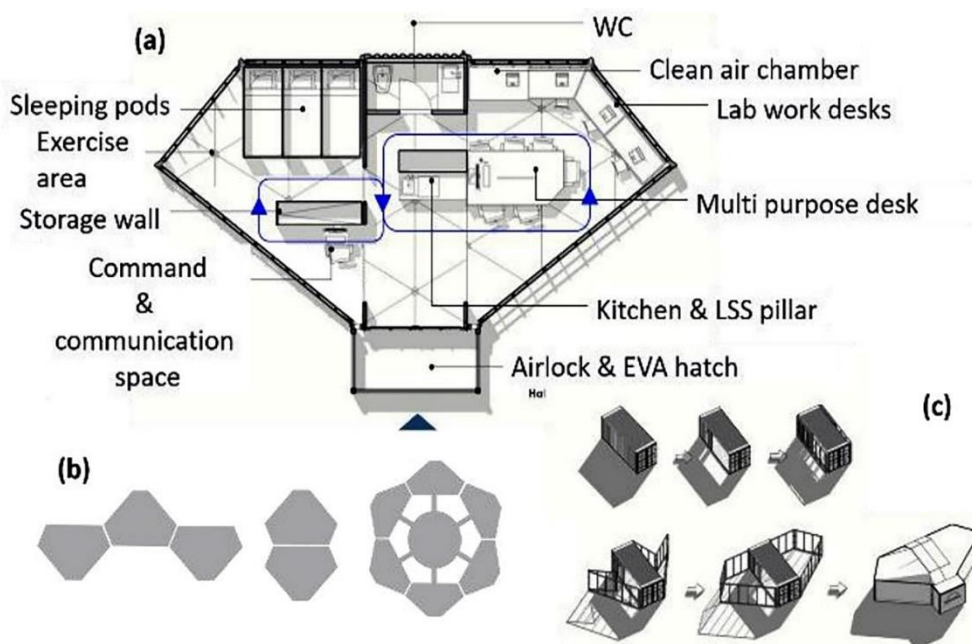 (a)
WC
Clean air chamber
Sleeping pods
Lab work desks
Exercise
area
Storage wall
Multi purpose desk
Command
&
communication
space
Kitchen & LSS pillar
Airlock & EVA hatch
Hal
(c)
(b)